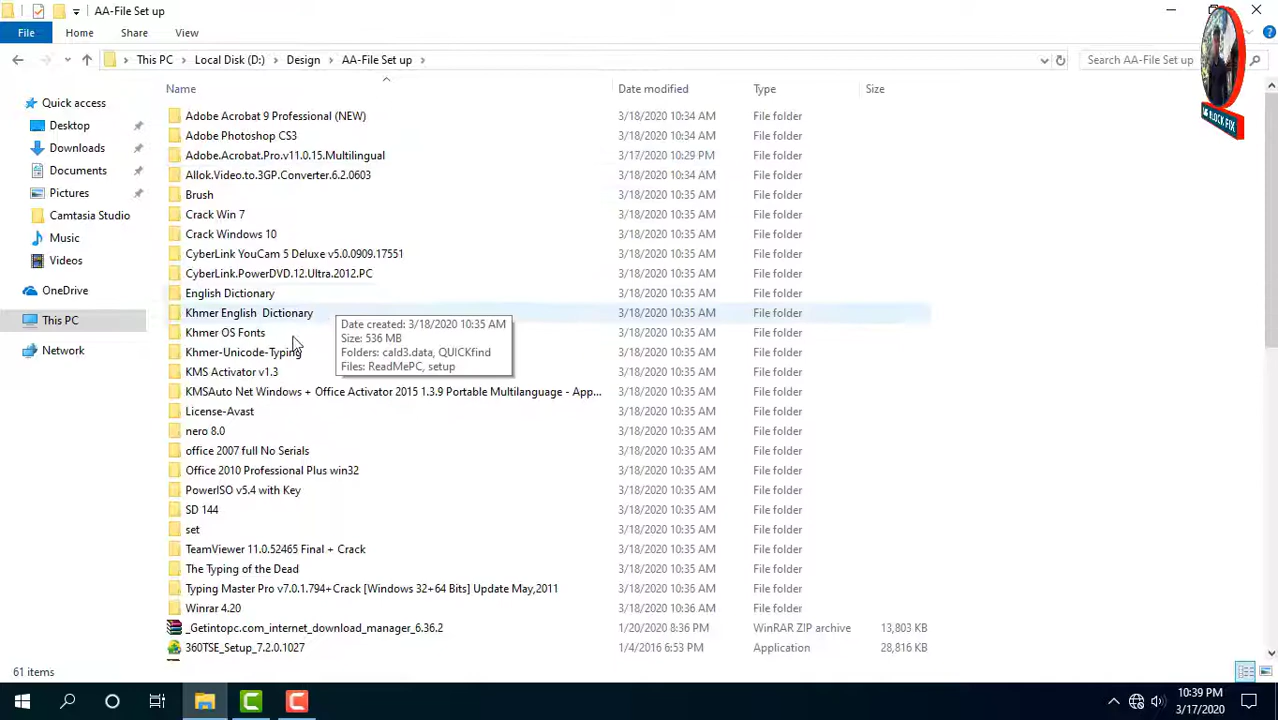 AA-File Set up
File Home Share View
This PC Local Disk (D:) Design AA-File Set up Search AA-File Set up
Name Date modified Type Size
Quick access
Desktop
Downloads
Documents
Pictures
Camtasia Studio
Music
Videos
OneDrive
This PC
Network
Adobe Acrobat 9 Professional (NEW) 3/18/2020 10:34 AM File folder
Adobe Photoshop CS3 3/18/2020 10:34 AM File folder
Adobe.Acrobat.Pro.v11.0.15.Multilingual 3/17/2020 10:29 PM File folder
Allok.Video.to.3GP.Converter.6.2.0603 3/18/2020 10:34 AM File folder
Brush 3/18/2020 10:35 AM File folder
Crack Win 7 3/18/2020 10:35 AM File folder
Crack Windows 10 3/18/2020 10:35 AM File folder
CyberLink YouCam 5 Deluxe v5.0.0909.17551 3/18/2020 10:35 AM File folder
CyberLink.PowerDVD.12.Ultra.2012.PC 3/18/2020 10:35 AM File folder
English Dictionary 3/18/2020 10:35 AM File folder
Khmer English Dictionary 3/18/2020 10:35 AM File folder
Khmer OS Fonts 3/18/2020 10:35 AM File folder
Khmer-Unicode-Typing 3/18/2020 10:35 AM File folder
KMS Activator v1.3 3/18/2020 10:35 AM File folder
KMSAuto Net Windows + Office Activator 2015 1.3.9 Portable Multilanguage - App... 3/18/2020 10:35 AM File folder
License-Avast 3/18/2020 10:35 AM File folder
nero 8.0 3/18/2020 10:35 AM File folder
office 2007 full No Serials 3/18/2020 10:35 AM File folder
Office 2010 Professional Plus win32 3/18/2020 10:35 AM File folder
PowerISO v5.4 with Key 3/18/2020 10:35 AM File folder
SD 144 3/18/2020 10:35 AM File folder
set 3/18/2020 10:35 AM File folder
TeamViewer 11.0.52465 Final + Crack 3/18/2020 10:35 AM File folder
The Typing of the Dead 3/18/2020 10:35 AM File folder
Typing Master Pro v7.0.1.794+Crack [Windows 32+64 Bits] Update May,2011 3/18/2020 10:35 AM File folder
Winrar 4.20 3/18/2020 10:36 AM File folder
_Getintopc.com_internet_download_manager_6.36.2 1/20/2020 8:36 PM WinRAR ZIP archive 13,803 KB
360TSE_Setup_7.2.0.1027 1/4/2016 6:53 PM Application 28,816 KB
Date created: 3/18/2020 10:35 AM
Size: 536 MB
Folders: cald3.data, QUICKfind
Files: ReadMePC, setup
61 items
10:39 PM
3/17/2020